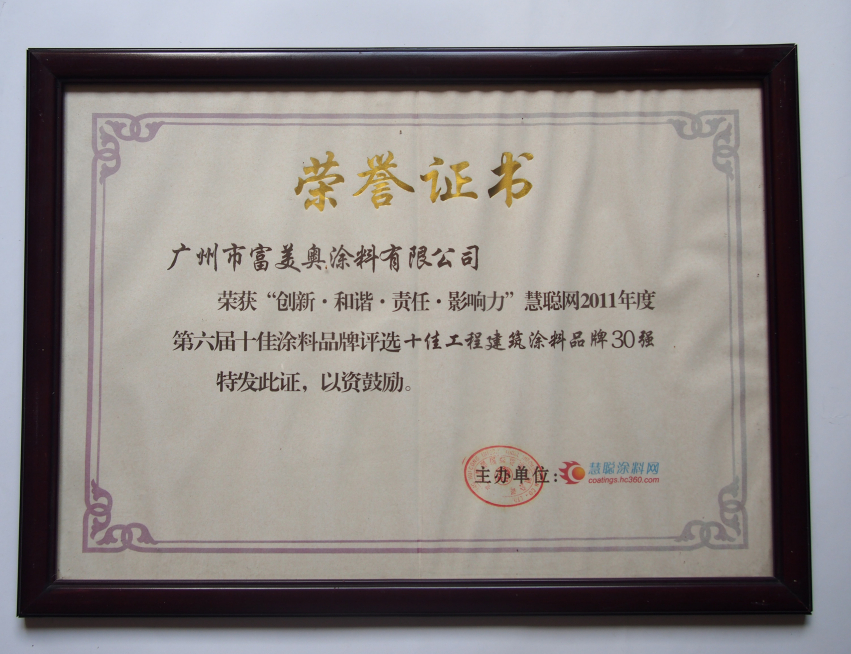 荣誉证书
广州市富美奥涂料有限公司
荣获“创新·和谐·责任·影响力”慧聪网2011年度
第六届十佳涂料品牌评选十佳工程建筑涂料品牌30强
特发此证，以资鼓励。
主办单位:慧聪涂料网
coatings.hc360.com